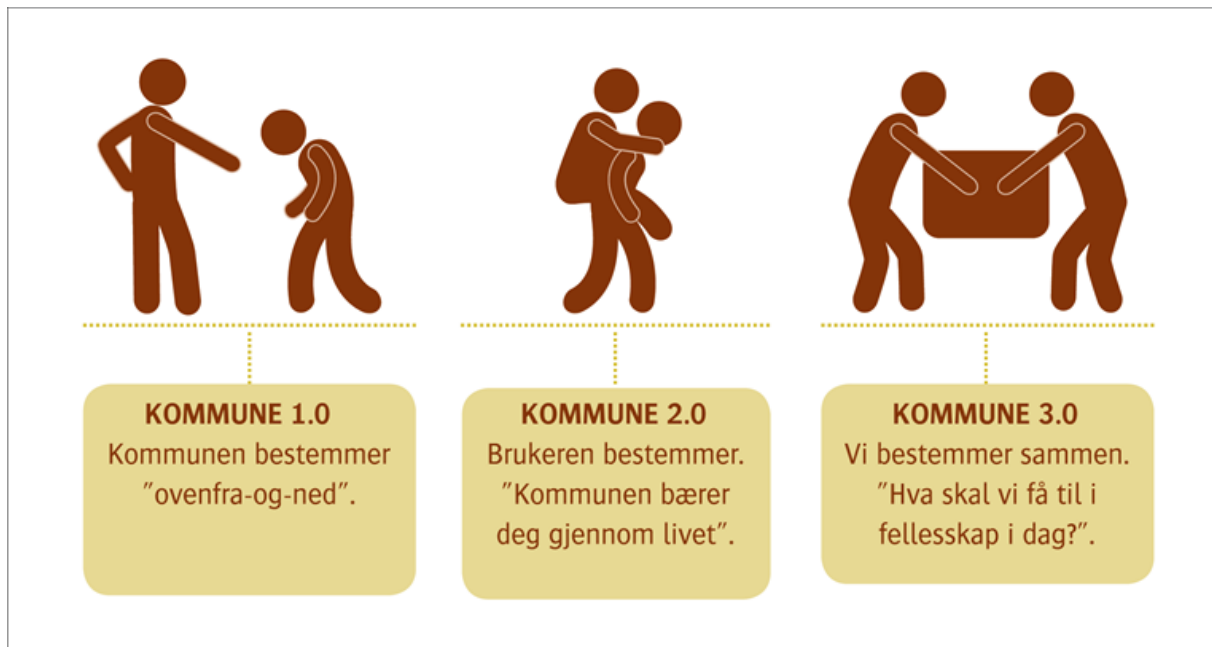 KOMMUNE 1.0
Kommunen bestemmer
”ovenfra-og-ned”.
KOMMUNE 2.0
Brukeren bestemmer.
”Kommunen bærer
deg gjennom livet”.
KOMMUNE 3.0
Vi bestemmer sammen.
”Hva skal vi få til i
fellesskap i dag?”.